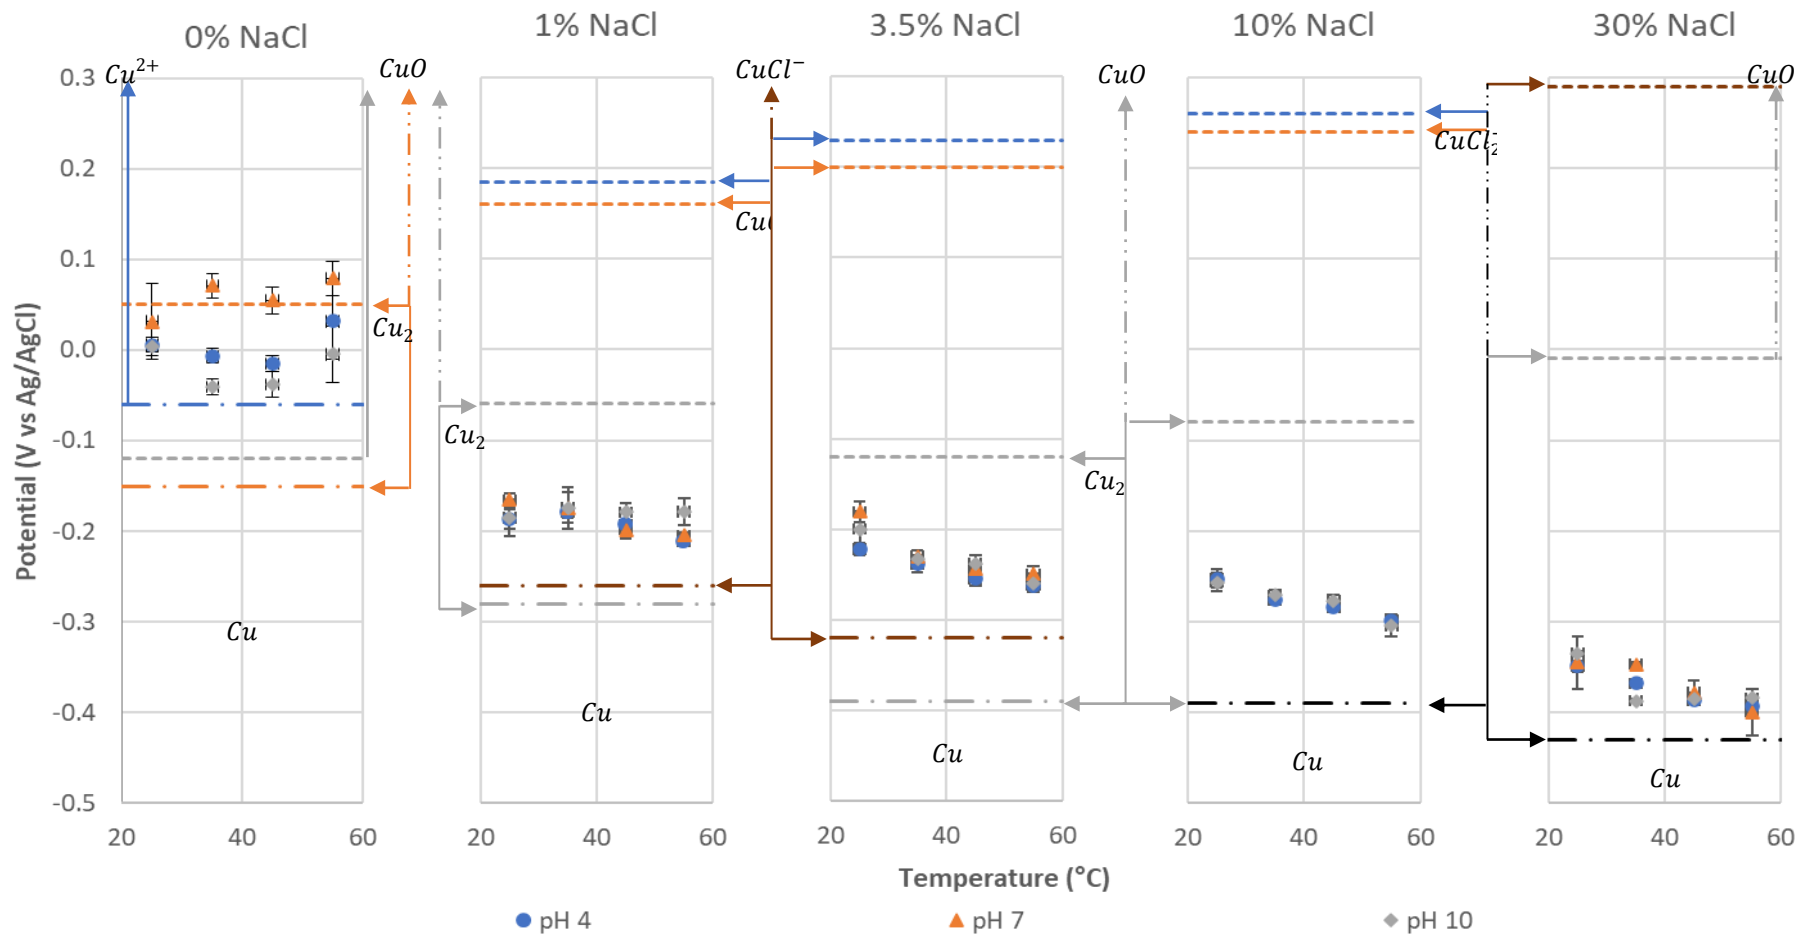 0% NaCl
1% NaCl
3.5% NaCl
10% NaCl
30% NaCl
Cu²⁺
CuO
CuCl⁻
CuO
CuO
0.3
0.2
0.1
0.0
-0.1
-0.2
-0.3
-0.4
-0.5
Potential (V vs Ag/AgCl)
CuCl₂⁻
Cu₂
Cu₂
Cu₂
Cu
Cu
Cu
Cu
Cu
20 40 60
20 40 60
20 40 60
20 40 60
20 40 60
Temperature (°C)
pH 4
pH 7
pH 10